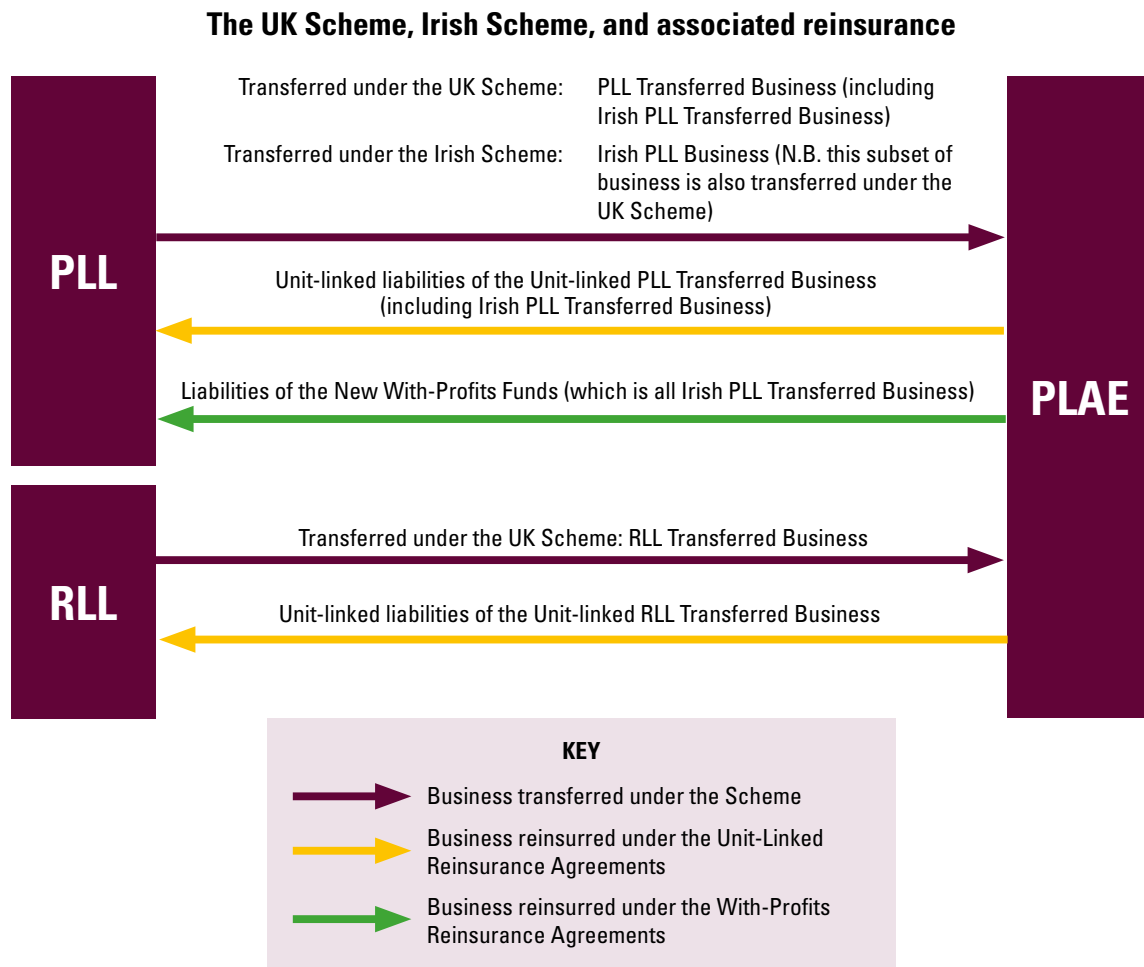 The UK Scheme, Irish Scheme, and associated reinsurance
Transferred under the UK Scheme: PLL Transferred Business (including
Irish PLL Transferred Business)
Transferred under the Irish Scheme: Irish PLL Business (N.B. this subset of
business is also transferred under the
UK Scheme)
PLL
Unit-linked liabilities of the Unit-linked PLL Transferred Business
(including Irish PLL Transferred Business)
Liabilities of the New With-Profits Funds (which is all Irish PLL Transferred Business)
PLAE
Transferred under the UK Scheme: RLL Transferred Business
RLL
Unit-linked liabilities of the Unit-linked RLL Transferred Business
KEY
Business transferred under the Scheme
Business reinsurred under the Unit-Linked
Reinsurance Agreements
Business reinsurred under the With-Profits
Reinsurance Agreements